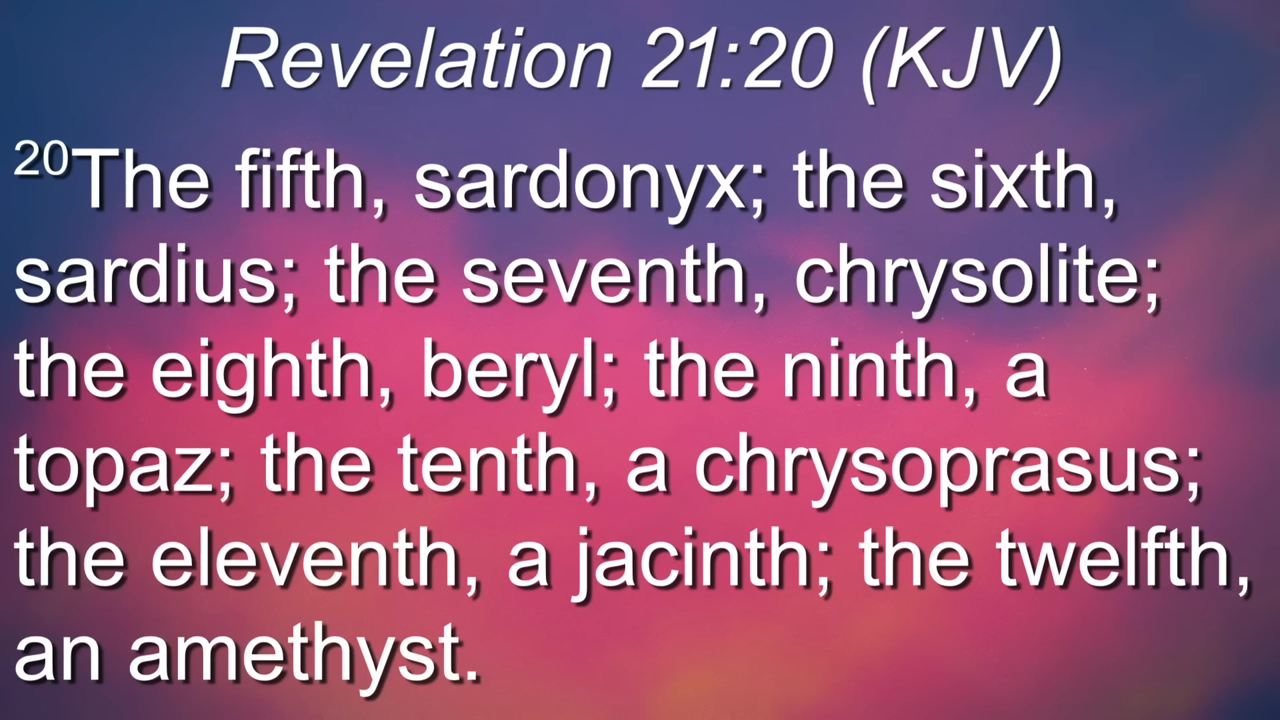 Revelation 21:20 (KJV)
20The fifth, sardonyx; the sixth,
sardius; the seventh, chrysolite;
the eighth, beryl; the ninth, a
topaz; the tenth, a chrysoprasus;
the eleventh, a jacinth; the twelfth,
an amethyst.